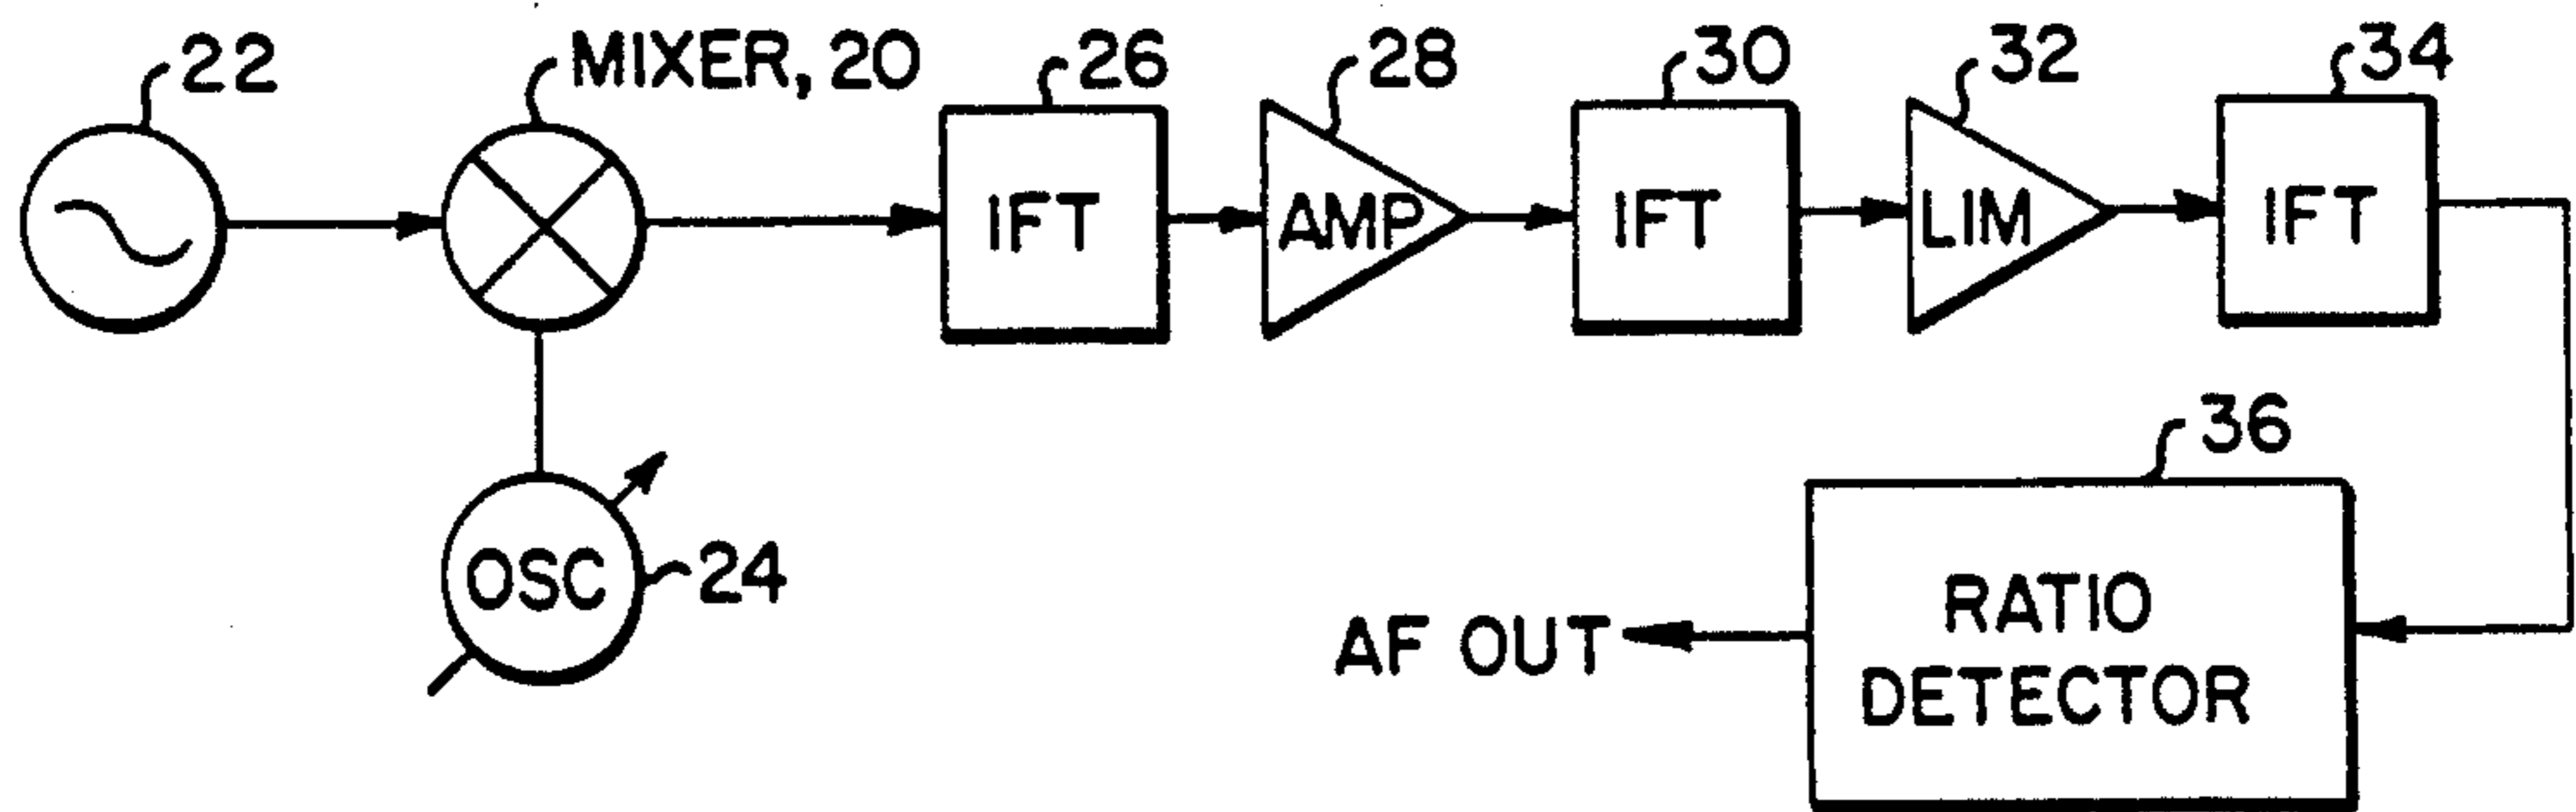 22
MIXER, 20
26
28
30
32
34
IFT
AMP
IFT
LIM
IFT
OSC
24
36
AF OUT
RATIO
DETECTOR